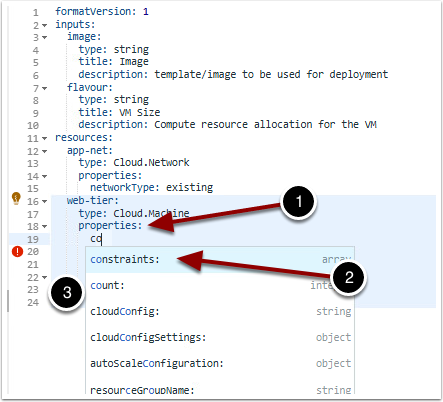 1 formatVersion: 1
2 inputs:
3 image:
4 type: string
5 title: Image
6 description: template/image to be used for deployment
7 flavour:
8 type: string
9 title: VM Size
10 description: Compute resource allocation for the VM
11 resources:
12 app-net:
13 type: Cloud.Network
14 properties:
15 networkType: existing
16 web-tier:
17 type: Cloud.Machine
18 properties:
19 co
20 constraints: array
21 count:
22 cloudConfig: string
23 cloudConfigSettings: object
24 autoScaleConfiguration: object
resourceGroupName: string
1
2
3